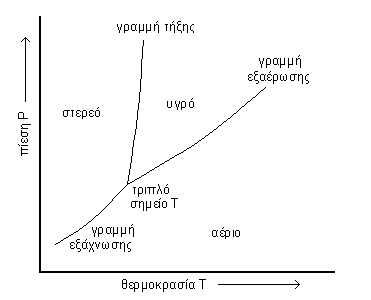 γραμμή τήξης
γραμμή
εξαέρωσης
στερεό
υγρό
πίεση P
τριπλό
σημείο Τ
γραμμή
εξάχνωσης
αέριο
θερμοκρασία Τ